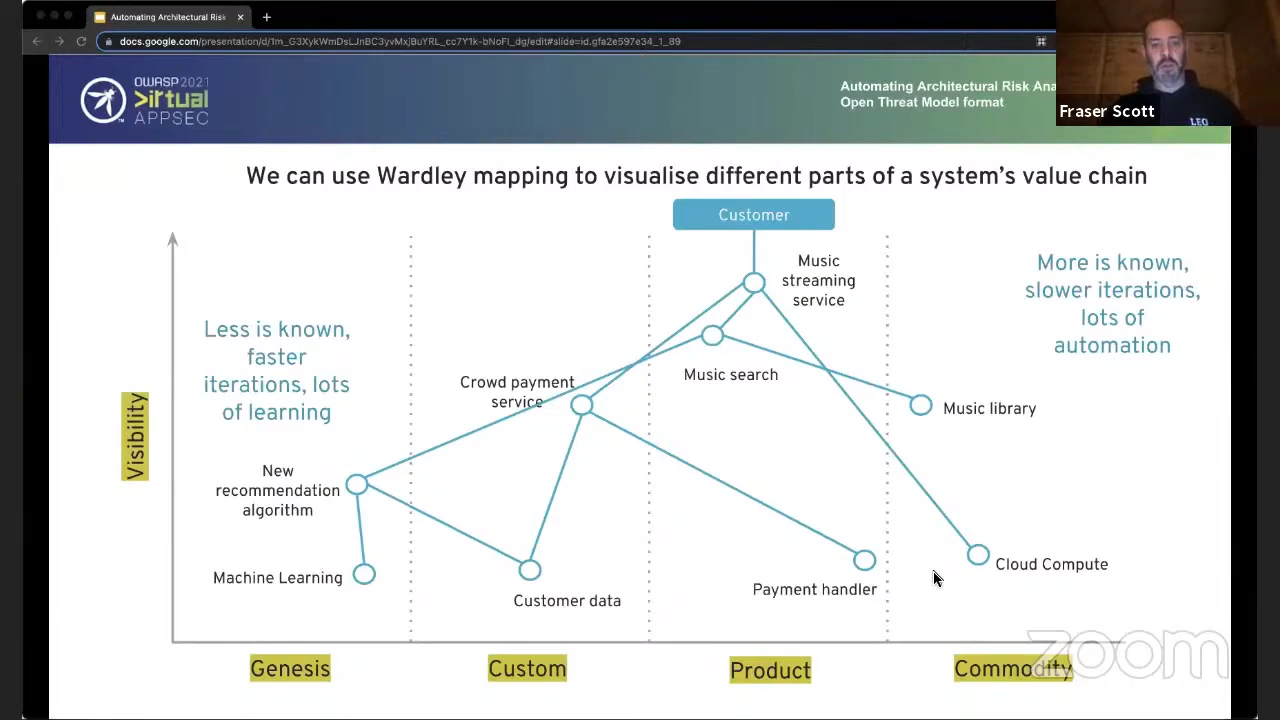 Automating Architectural Risk
docs.google.com/presentation/d/1m_G3XykWmDsLJnBC3yvMxjBuYRL_cc7Y1k-bNoFI_dg/edit#slide=id.gfa2e597e34_1_89
OWASP 2021
Virtual
APPSEC
Automating Architectural Risk Ana
Open Threat Model format
Fraser Scott
LEO
We can use Wardley mapping to visualise different parts of a system's value chain
Customer
Music
streaming
service
More is known,
slower iterations,
lots of
automation
Less is known,
faster
iterations, lots
of learning
Music search
Crowd payment
service
Music library
Visibility
New
recommendation
algorithm
Machine Learning
Customer data
Payment handler
Cloud Compute
Genesis
Custom
Product
Commodity
zoom